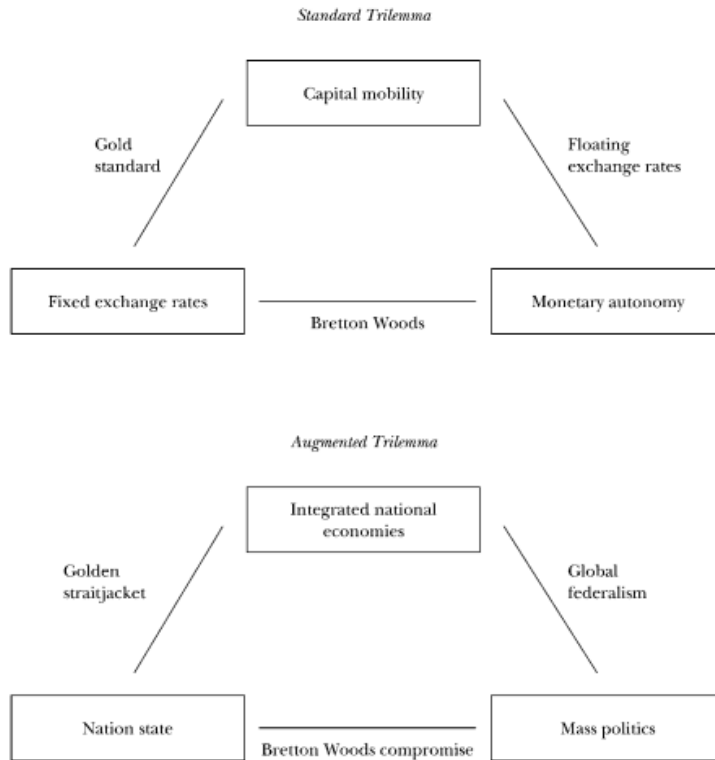 Standard Trilemma
Capital mobility
Gold
standard
Floating
exchange rates
Fixed exchange rates
Monetary autonomy
Bretton Woods
Augmented Trilemma
Integrated national
economies
Golden
straitjacket
Global
federalism
Nation state
Mass politics
Bretton Woods compromise